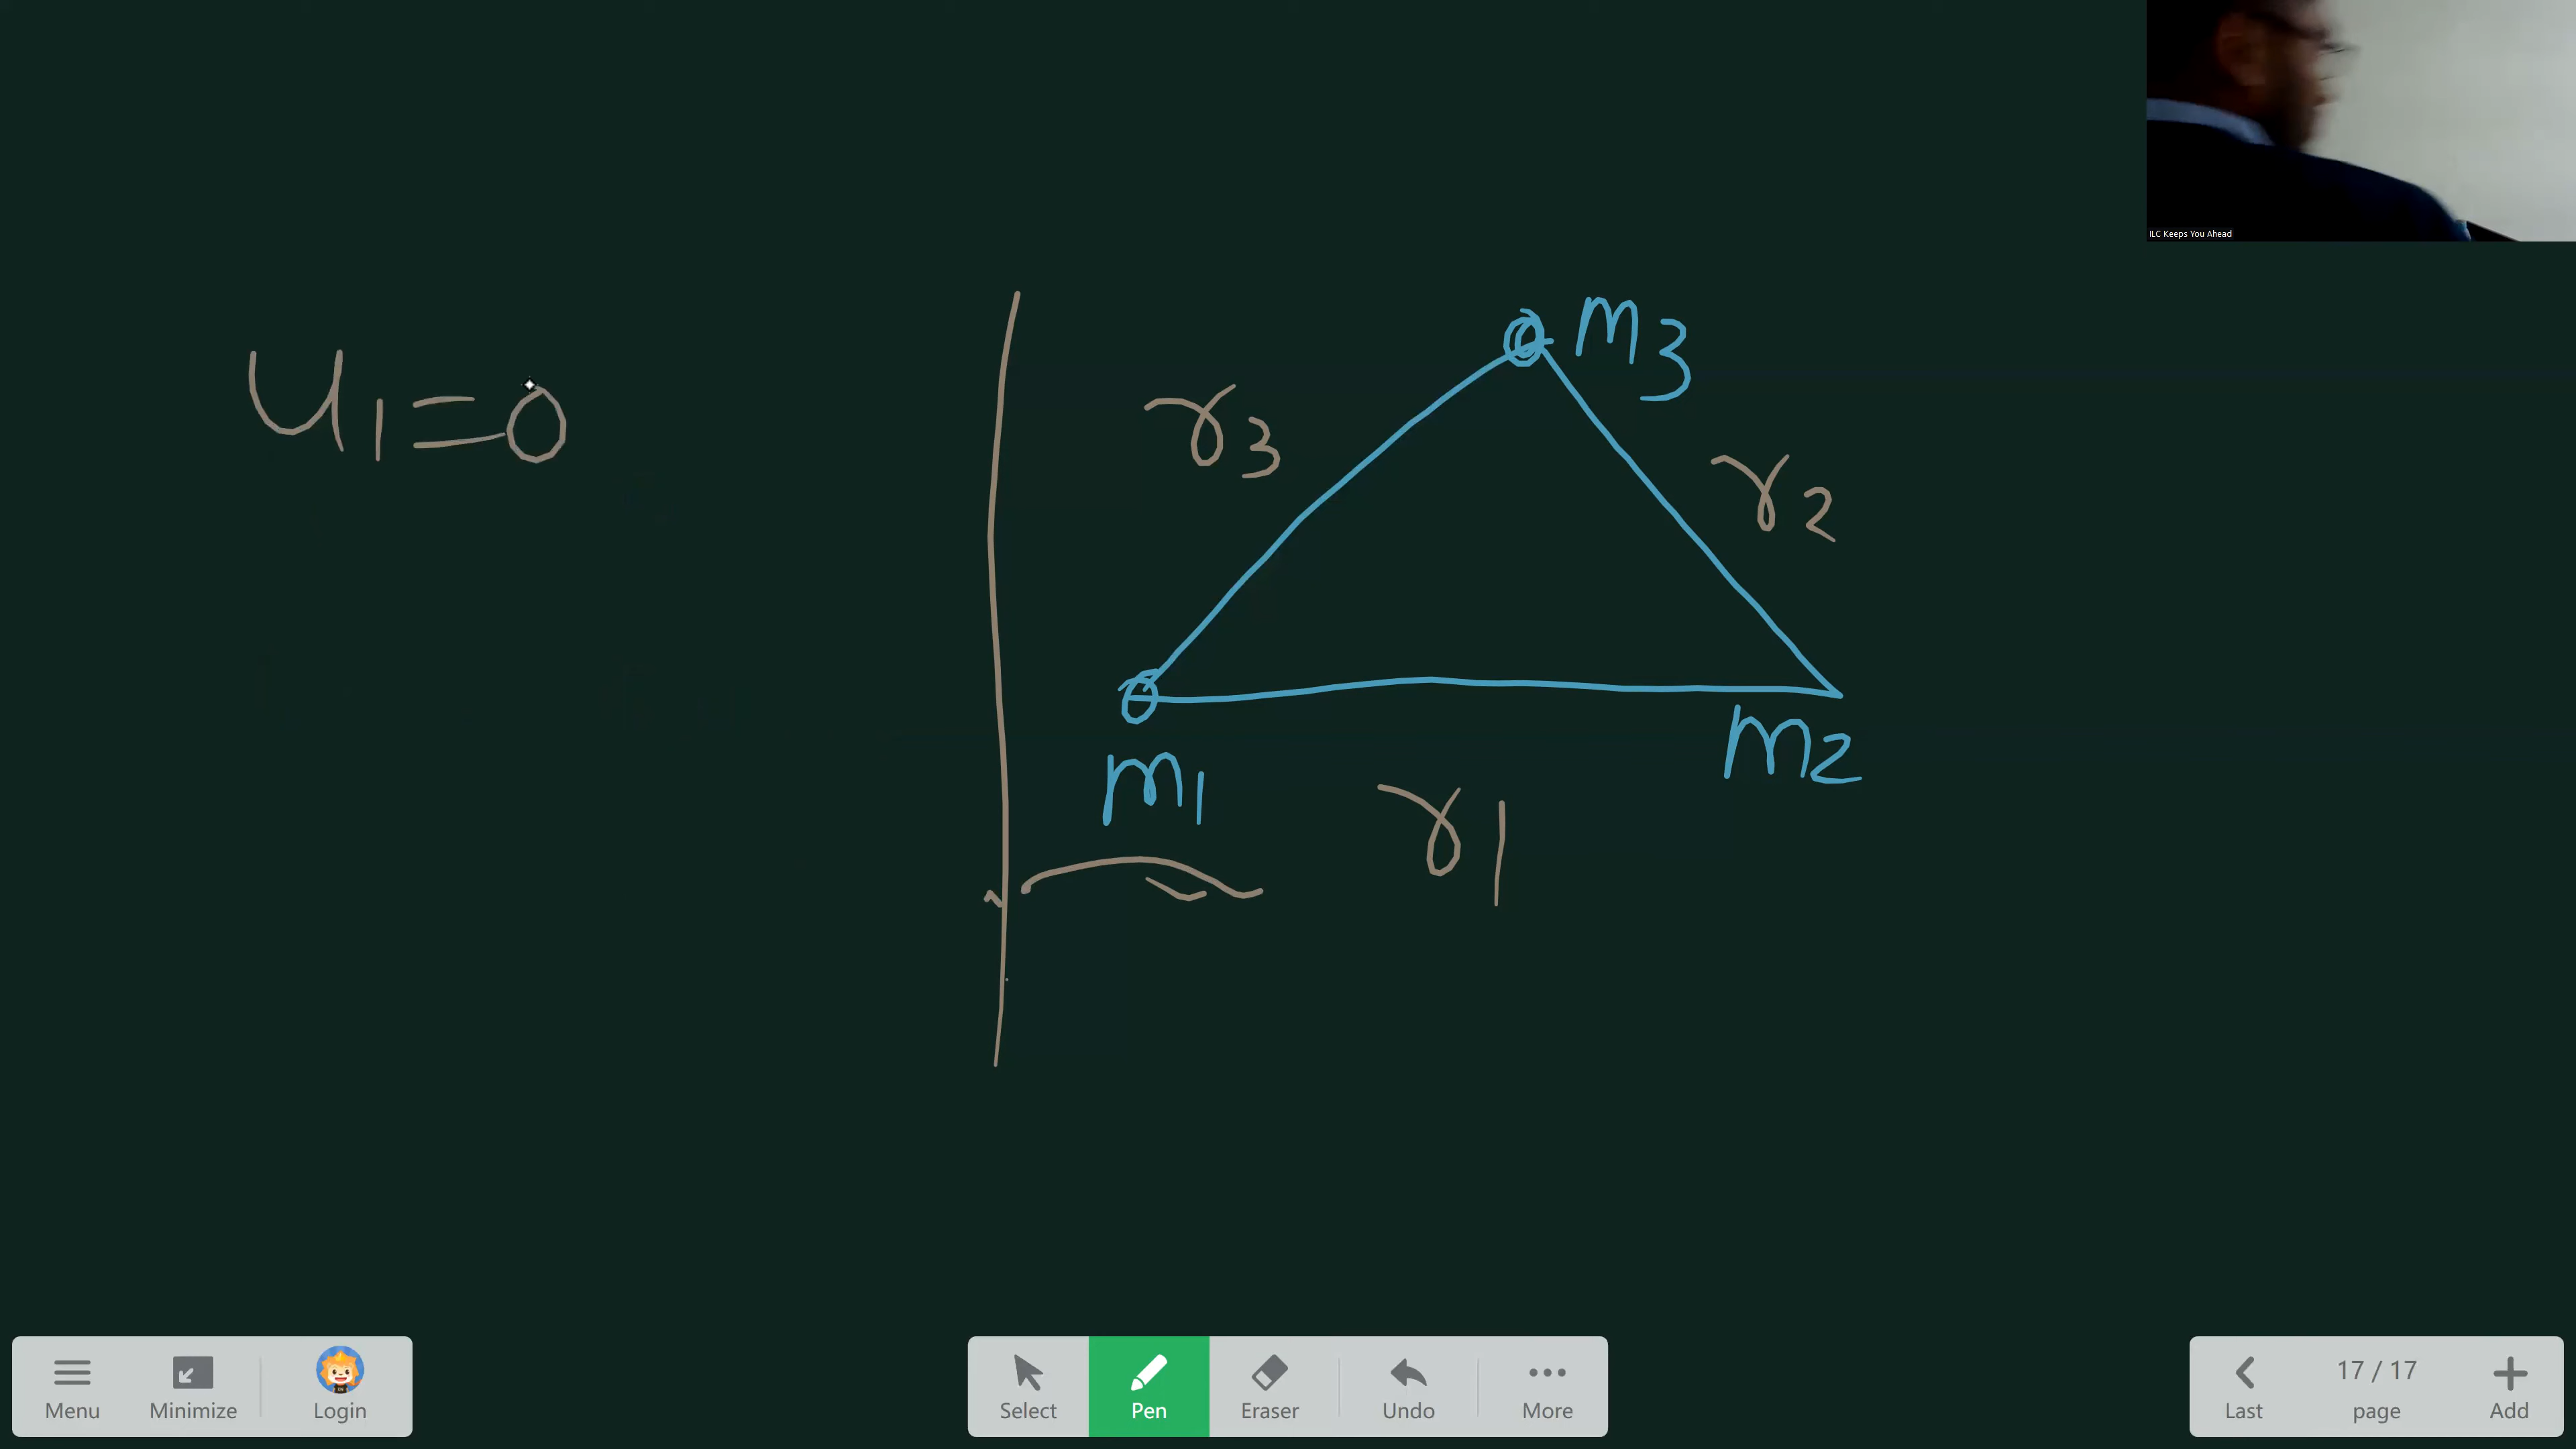 ILC Keeps You Ahead
m3
u1=0
r3
r2
m2
m1
r1
Menu
Minimize
Login
Select
Pen
Eraser
Undo
More
Last
17 / 17
page
Add